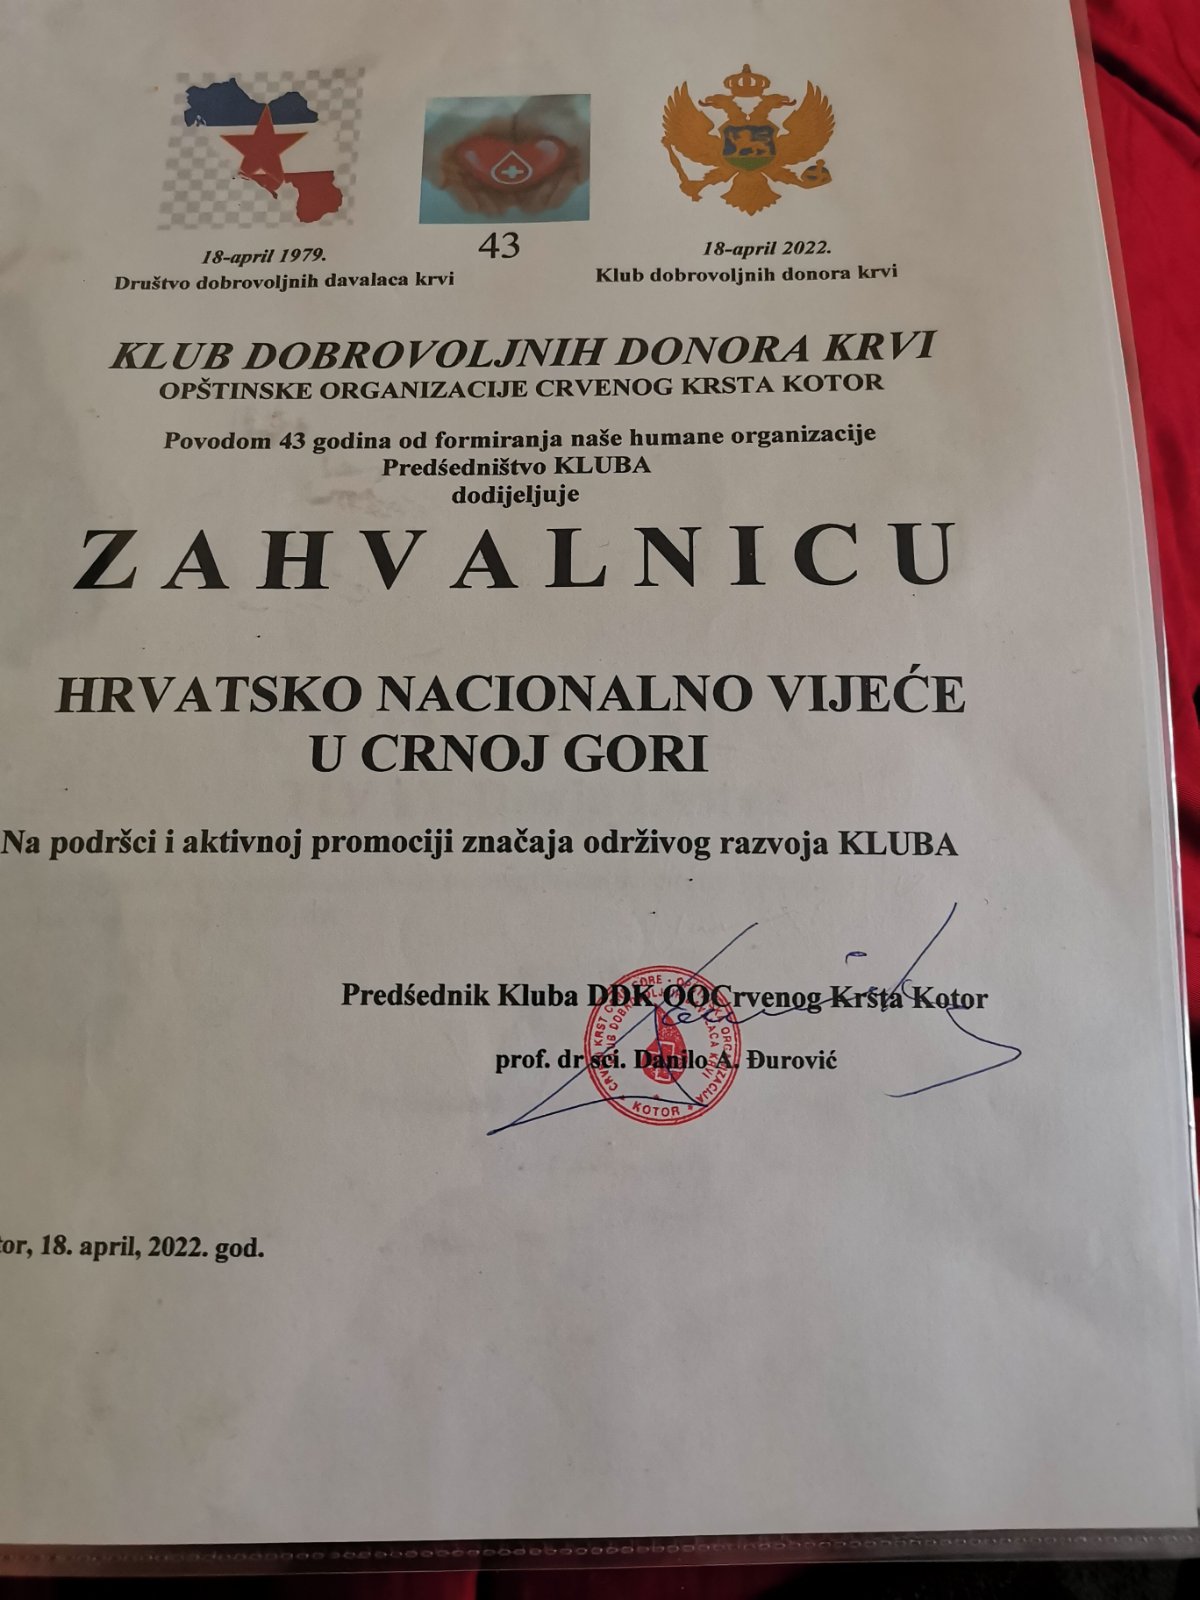 43
18-april 1979.
18-april 2022.
Društvo dobrovoljnih davalaca krvi
Klub dobrovoljnih donora krvi
KLUB DOBROVOLJNIH DONORA KRVI
OPŠTINSKE ORGANIZACIJE CRVENOG KRSTA KOTOR
Povodom 43 godina od formiranja naše humane organizacije
Predśedništvo KLUBA
dodijeljuje
ZAHVALNICU
HRVATSKO NACIONALNO VIJEĆE
U CRNOJ GORI
Na podršci i aktivnoj promociji značaja održivog razvoja KLUBA
Predśednik Kluba DDK OOCrvenog Krsta Kotor
prof. dr sci. Danilo A. Đurović
KOTOR
tor, 18. april, 2022. god.